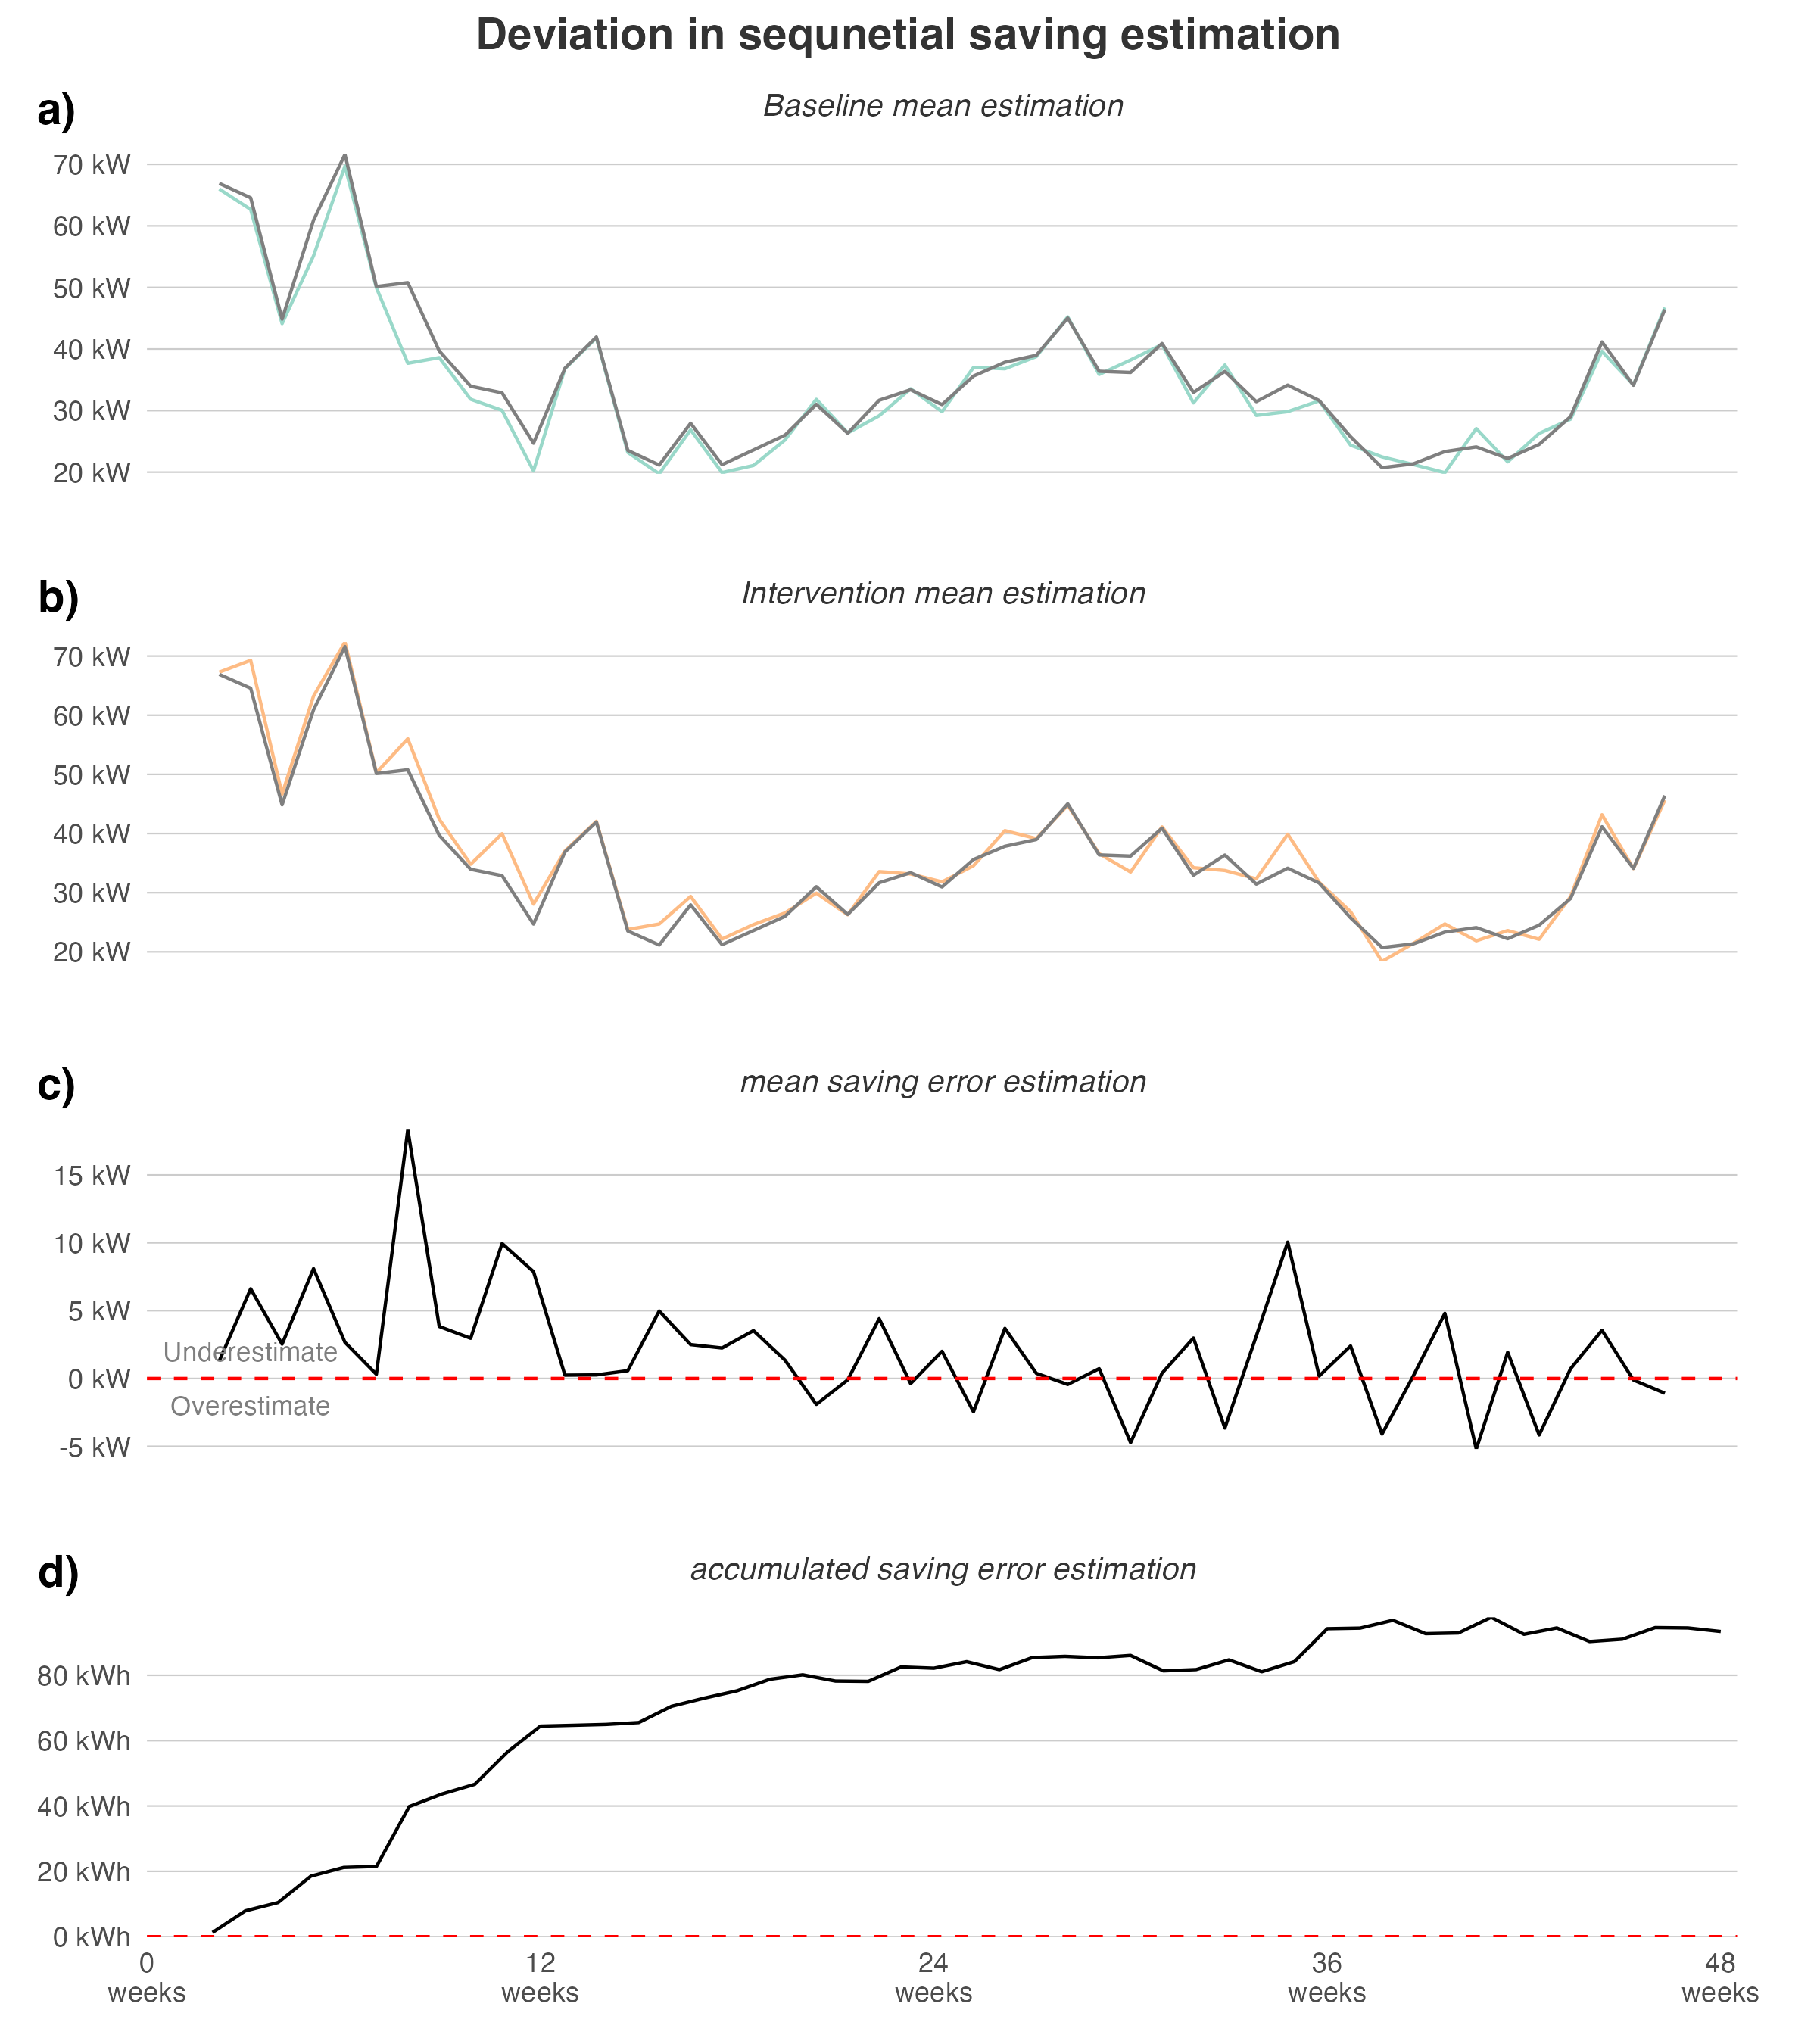 Deviation in sequnetial saving estimation
a)
Baseline mean estimation
70 kW
60 kW
50 kW
40 kW
30 kW
20 kW
b)
Intervention mean estimation
70 kW
60 kW
50 kW
40 kW
30 kW
20 kW
c)
mean saving error estimation
15 kW
10 kW
5 kW
Underestimate
0 kW
Overestimate
-5 kW
d)
accumulated saving error estimation
80 kWh
60 kWh
40 kWh
20 kWh
0 kWh
0 12 24 36 48
weeks weeks weeks weeks weeks